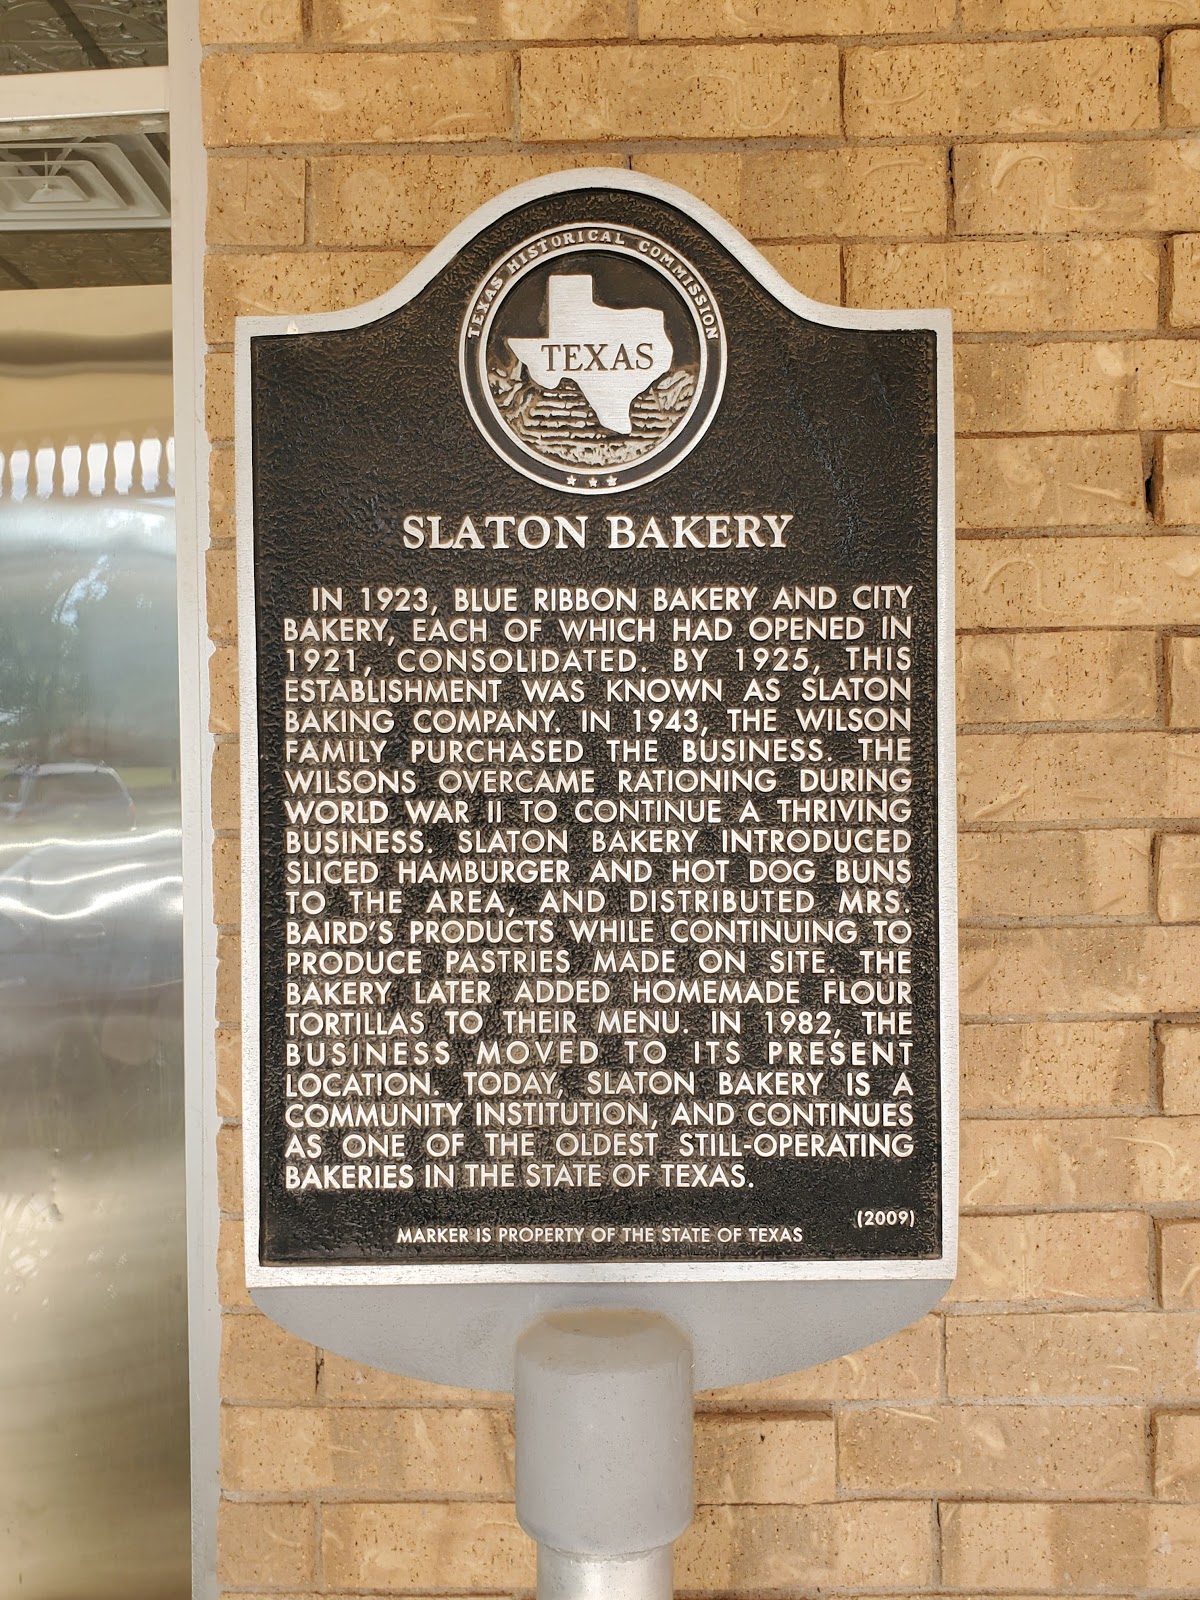 TEXAS HISTORICAL COMMISSION
TEXAS
SLATON BAKERY
IN 1923, BLUE RIBBON BAKERY AND CITY
BAKERY, EACH OF WHICH HAD OPENED IN
1921, CONSOLIDATED. BY 1925, THIS
ESTABLISHMENT WAS KNOWN AS SLATON
BAKING COMPANY. IN 1943, THE WILSON
FAMILY PURCHASED THE BUSINESS. THE
WILSONS OVERCAME RATIONING DURING
WORLD WAR II TO CONTINUE A THRIVING
BUSINESS. SLATON BAKERY INTRODUCED
SLICED HAMBURGER AND HOT DOG BUNS
TO THE AREA, AND DISTRIBUTED MRS.
BAIRD'S PRODUCTS WHILE CONTINUING TO
PRODUCE PASTRIES MADE ON SITE. THE
BAKERY LATER ADDED HOMEMADE FLOUR
TORTILLAS TO THEIR MENU. IN 1982, THE
BUSINESS MOVED TO ITS PRESENT
LOCATION. TODAY, SLATON BAKERY IS A
COMMUNITY INSTITUTION, AND CONTINUES
AS ONE OF THE OLDEST STILL-OPERATING
BAKERIES IN THE STATE OF TEXAS.
(2009)
MARKER IS PROPERTY OF THE STATE OF TEXAS